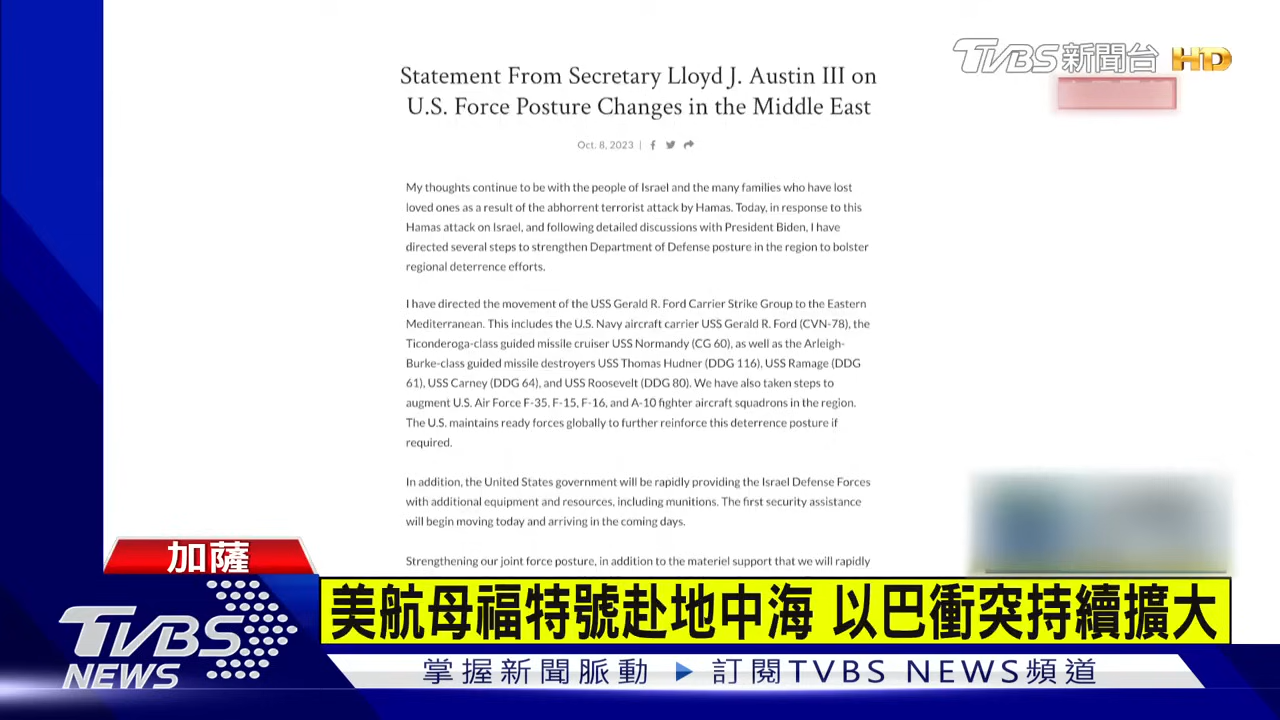 TVBS新聞台 HD
Statement From Secretary Lloyd J. Austin III on
U.S. Force Posture Changes in the Middle East
Oct. 8, 2023 |
My thoughts continue to be with the people of Israel and the many families who have lost
loved ones as a result of the abhorrent terrorist attack by Hamas. Today, in response to this
Hamas attack on Israel, and following detailed discussions with President Biden, I have
directed several steps to strengthen Department of Defense posture in the region to bolster
regional deterrence efforts.
I have directed the movement of the USS Gerald R. Ford Carrier Strike Group to the Eastern
Mediterranean. This includes the U.S. Navy aircraft carrier USS Gerald R. Ford (CVN-78), the
Ticonderoga-class guided missile cruiser USS Normandy (CG 60), as well as the Arleigh-
Burke-class guided missile destroyers USS Thomas Hudner (DDG 116), USS Ramage (DDG
61), USS Carney (DDG 64), and USS Roosevelt (DDG 80). We have also taken steps to
augment U.S. Air Force F-35, F-15, F-16, and A-10 fighter aircraft squadrons in the region.
The U.S. maintains ready forces globally to further reinforce this deterrence posture if
required.
In addition, the United States government will be rapidly providing the Israel Defense Forces
with additional equipment and resources, including munitions. The first security assistance
will begin moving today and arriving in the coming days.
Strengthening our joint force posture, in addition to the materiel support that we will rapidly
加薩
美航母福特號赴地中海 以巴衝突持續擴大
TVBS
NEWS
掌握新聞脈動 ▶ 訂閱TVBS NEWS頻道